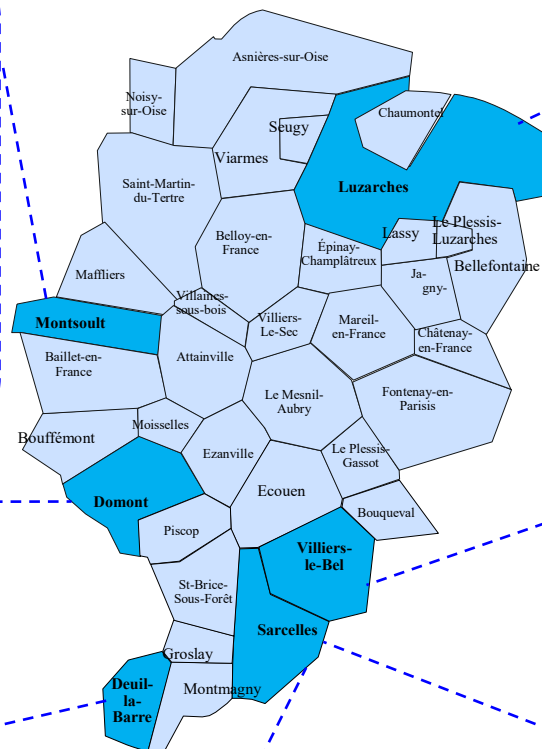 Asnières-sur-Oise
Noisy-
sur-Oise
Chaumontel
Seugy
Viarmes
Luzarches
Saint-Martin-
du-Tertre
Le Plessis-
Luzarches
Lassy
Belloy-en-
France
Épinay-
Champlâtreux
Bellefontaine
Maffliers
Ja-
gny-
Villaines-
sous-bois
Montsoult
Villiers-
Le-Sec
Mareil-
en-France
Châtenay-
en-France
Baillet-en-
France
Attainville
Le Mesnil-
Aubry
Fontenay-en-
Parisis
Moisselles
Bouffémont
Ezanville
Le Plessis-
Gassot
Ecouen
Domont
Bouqueval
Piscop
Villiers-
le-Bel
St-Brice-
Sous-Forêt
Sarcelles
Groslay
Deuil-
la-
Barre
Montmagny